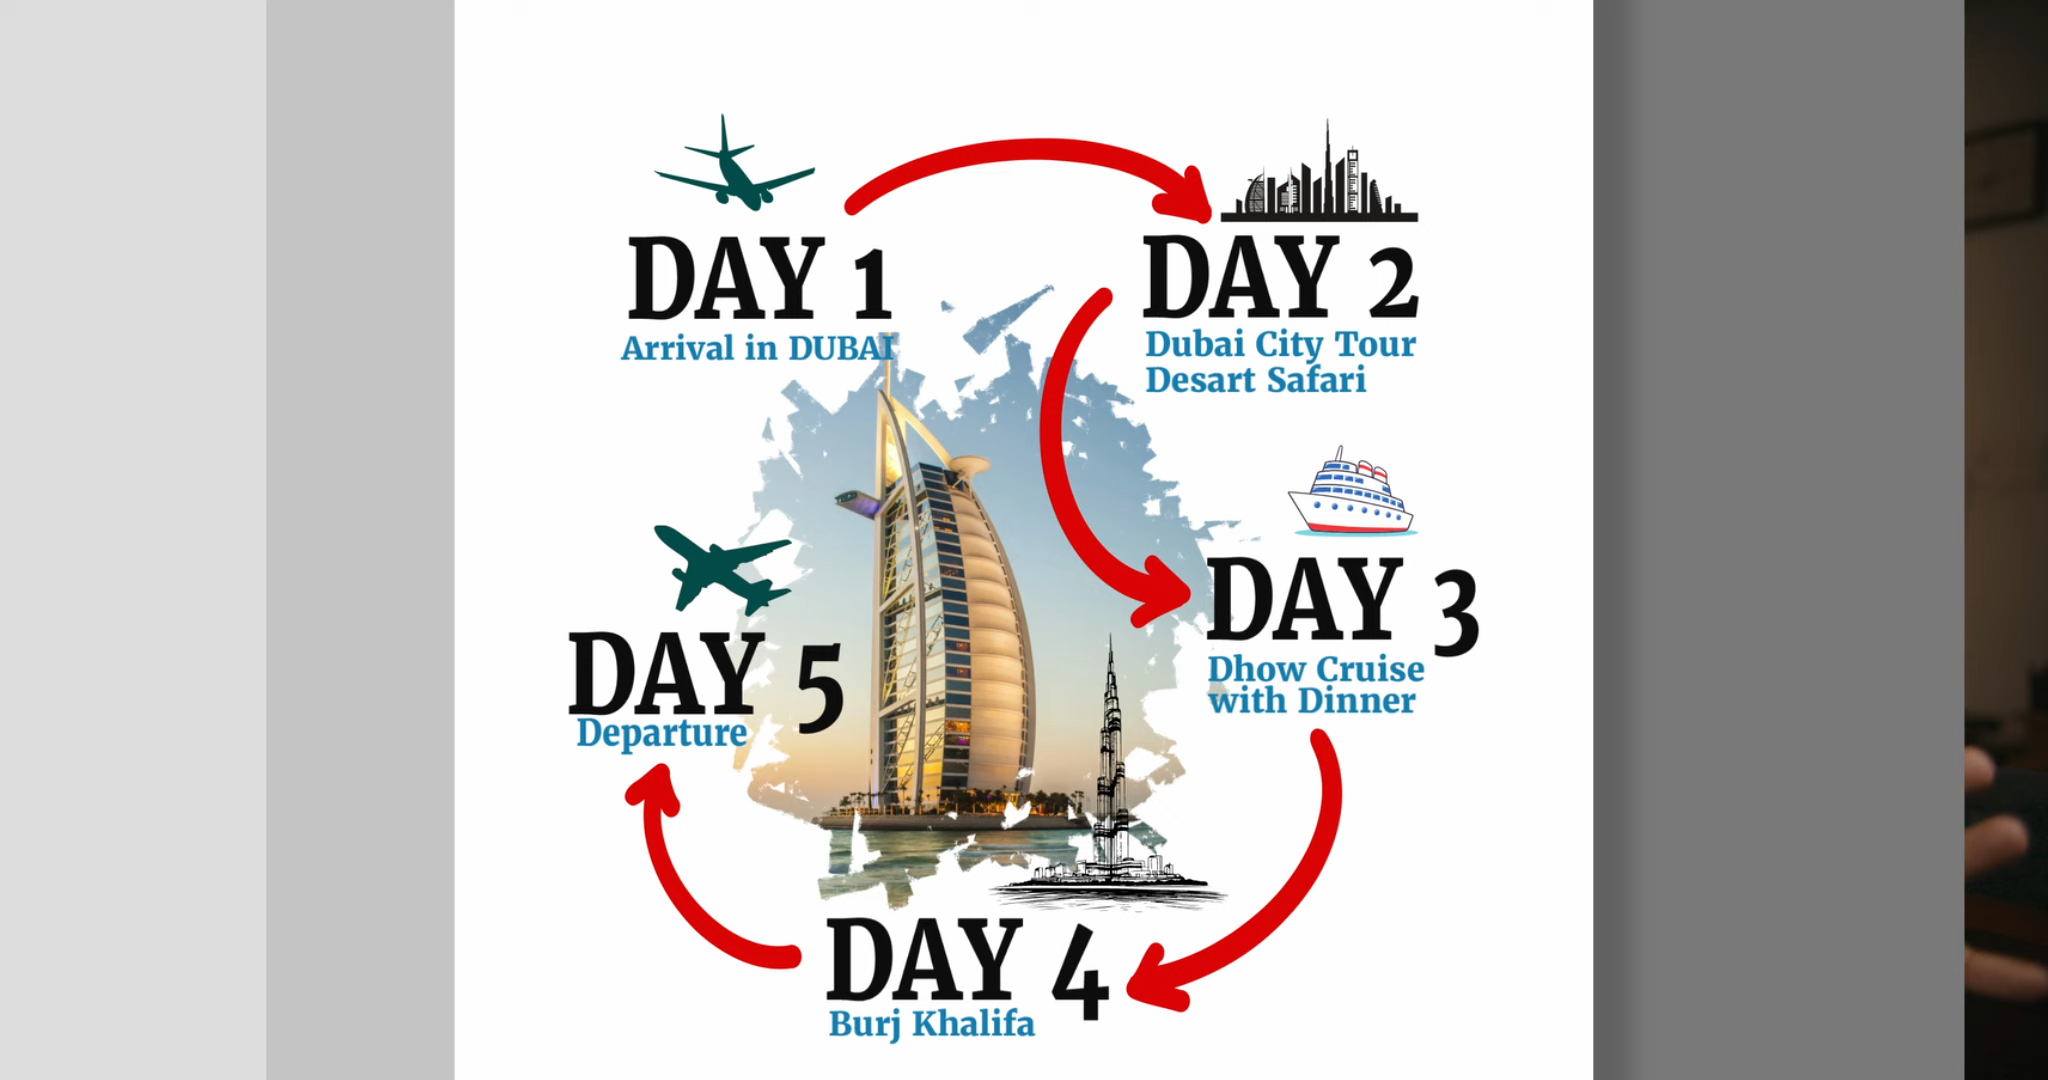 DAY 1
Arrival in DUBAI
DAY 2
Dubai City Tour
Desart Safari
DAY 3
Dhow Cruise
with Dinner
DAY 4
Burj Khalifa
DAY 5
Departure